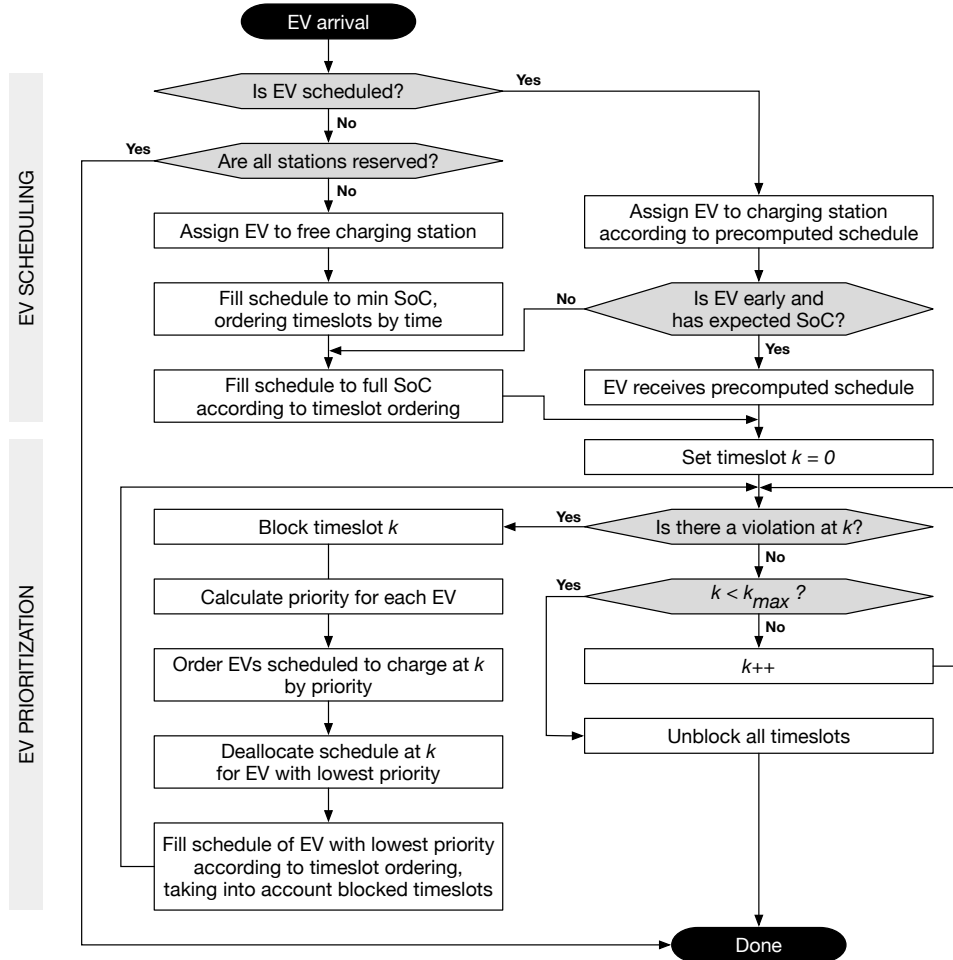 EV arrival
Is EV scheduled?
Yes
No
Yes
Are all stations reserved?
No
Assign EV to free charging station
Assign EV to charging station
according to precomputed schedule
Fill schedule to min SoC,
ordering timeslots by time
No
Is EV early and
has expected SoC?
Yes
Fill schedule to full SoC
according to timeslot ordering
EV receives precomputed schedule
EV SCHEDULING
Set timeslot k = 0
Block timeslot k
Yes
Is there a violation at k?
No
Calculate priority for each EV
Yes
k < kmax ?
No
Order EVs scheduled to charge at k
by priority
k++
Deallocate schedule at k
for EV with lowest priority
Unblock all timeslots
Fill schedule of EV with lowest priority
according to timeslot ordering,
taking into account blocked timeslots
EV PRIORITIZATION
Done